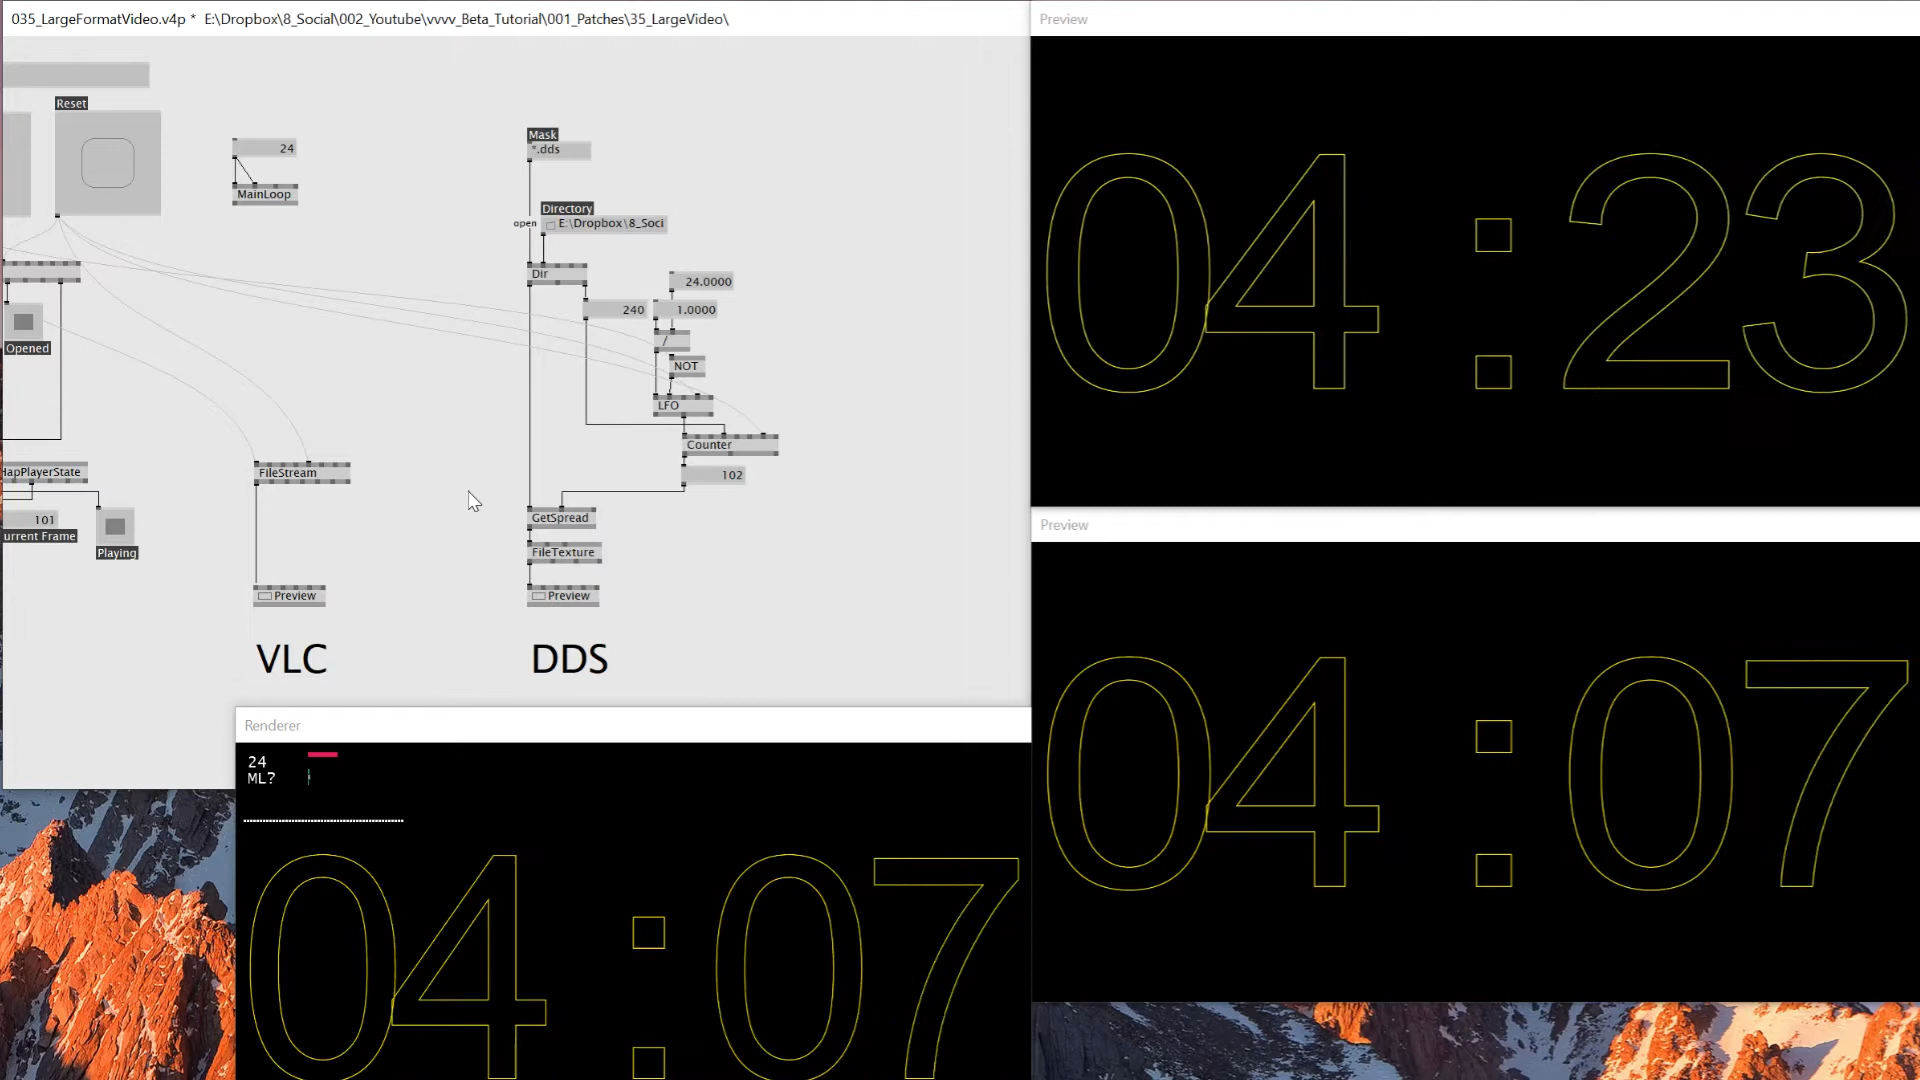 035_LargeFormatVideo.v4p * E:\Dropbox\8_Social\002_Youtube\vvvv_Beta_Tutorial\001_Patches\35_LargeVideo\
Preview
Reset
24
MainLoop
Mask
*.dds
Directory
open
E:\Dropbox\8_Soci
Dir
24.0000
240
1.0000
/
NOT
LFO
Opened
Counter
HapPlayerState
FileStream
102
101
urrent Frame
Playing
GetSpread
FileTexture
Preview
Preview
VLC
DDS
04:23
Preview
04:07
Renderer
24
ML?
04:07